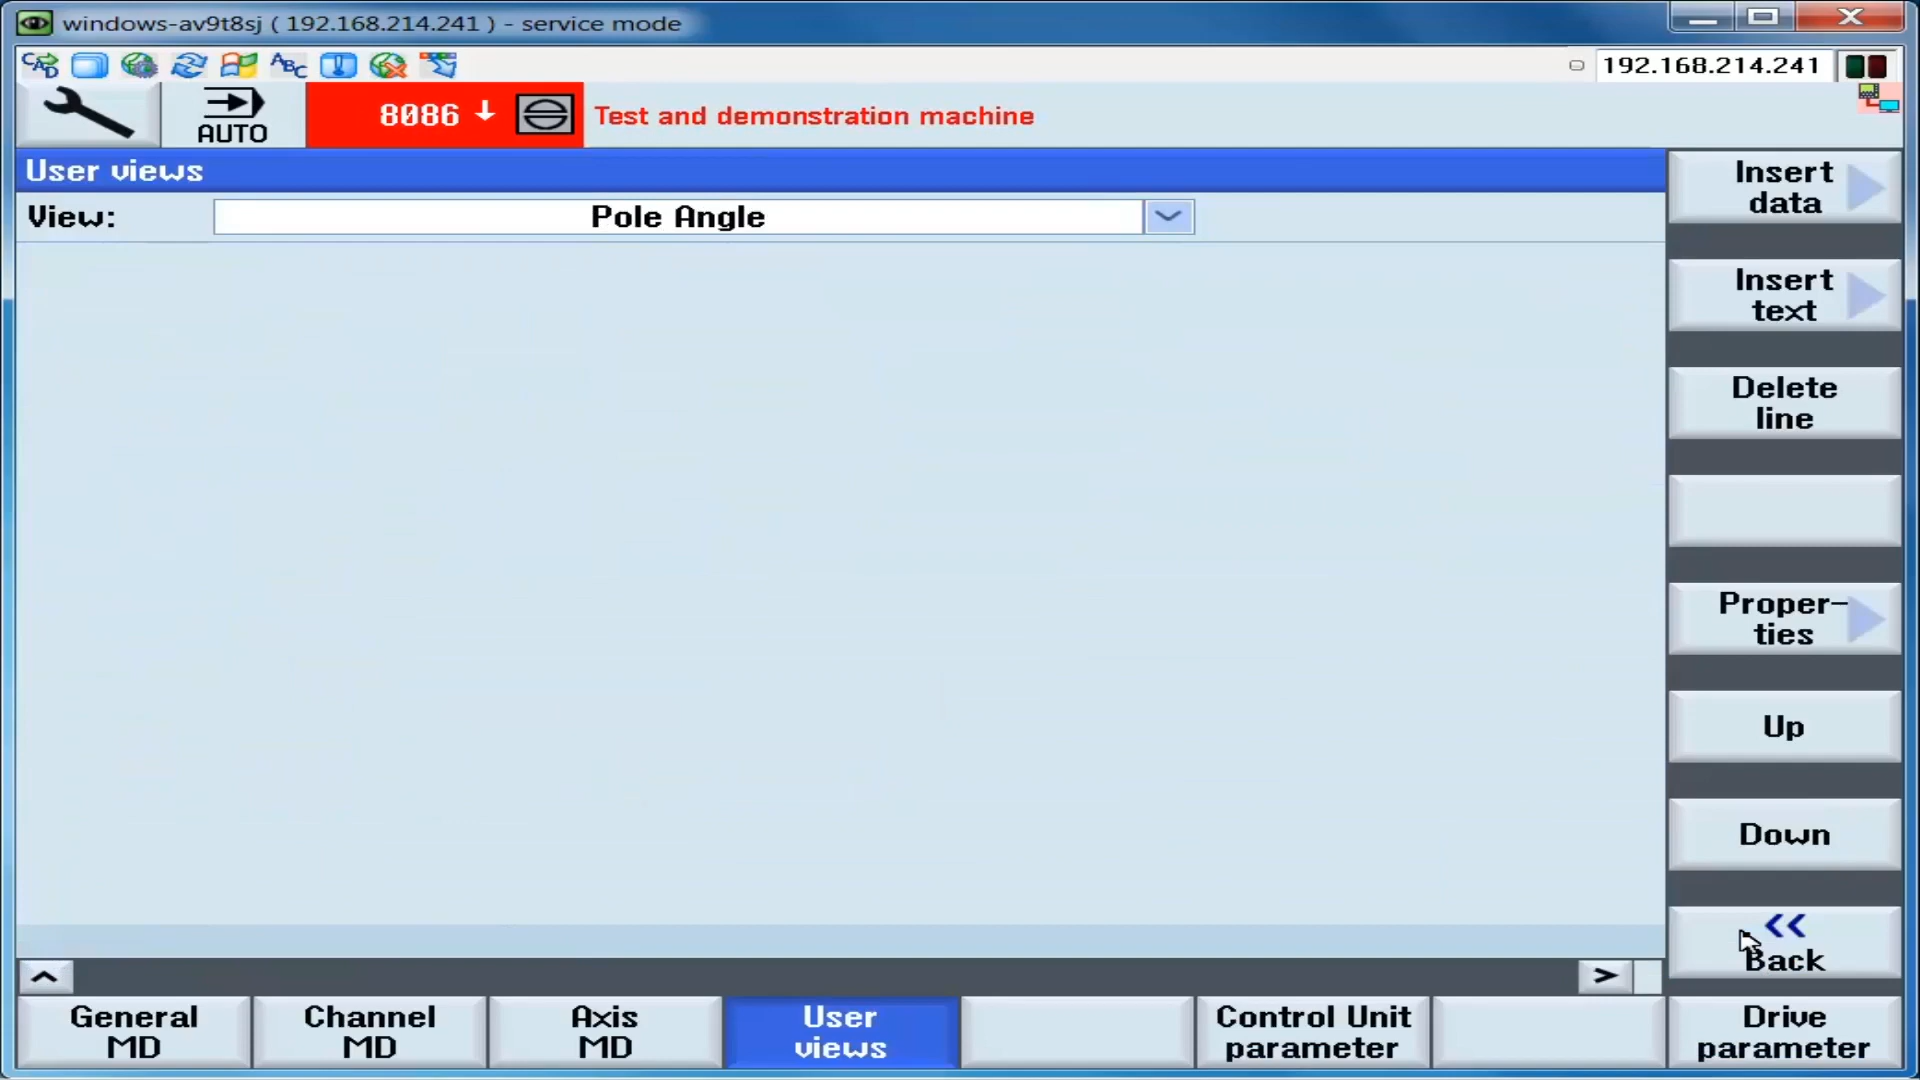 windows-av9t8sj ( 192.168.214.241 ) - service mode
CAD
ABC
192.168.214.241
AUTO
8086 ↓
Test and demonstration machine
User views
View:
Pole Angle
Insert
data
Insert
text
Delete
line
Proper-
ties
Up
Down
<<
Back
>
General
MD
Channel
MD
Axis
MD
User
views
Control Unit
parameter
Drive
parameter